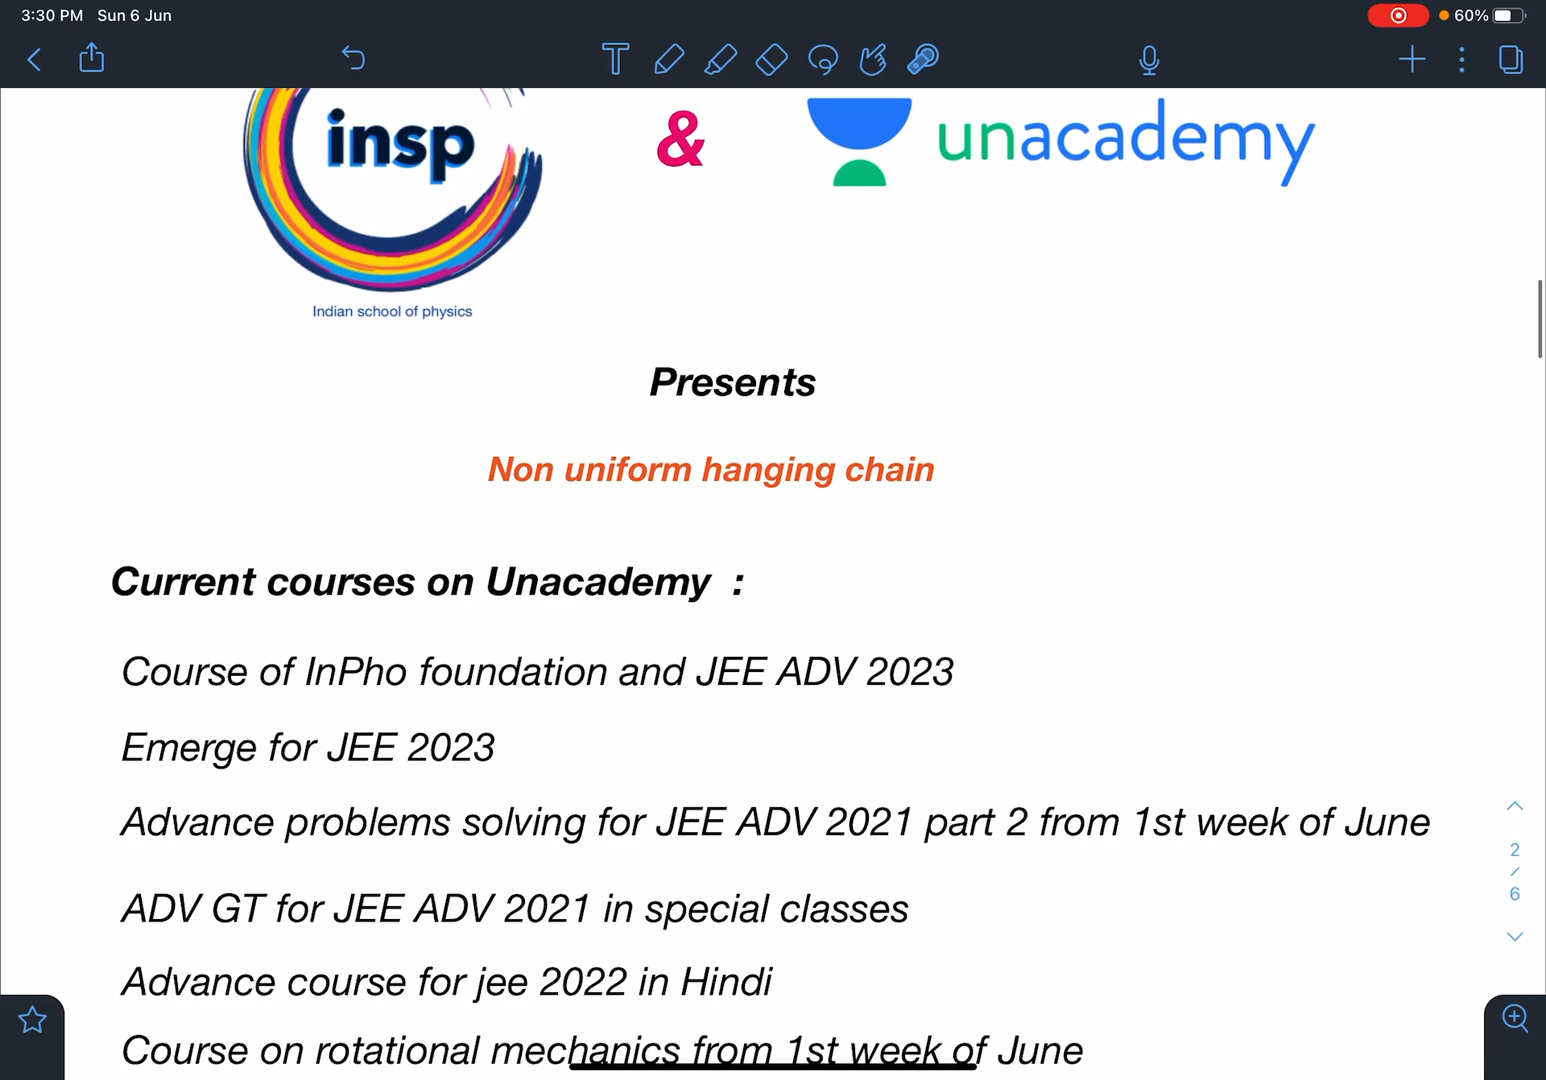 3:30 PM Sun 6 Jun
60%
insp & unacademy
Indian school of physics
Presents
Non uniform hanging chain
Current courses on Unacademy :
Course of InPho foundation and JEE ADV 2023
Emerge for JEE 2023
Advance problems solving for JEE ADV 2021 part 2 from 1st week of June
2
/
6
ADV GT for JEE ADV 2021 in special classes
Advance course for jee 2022 in Hindi
Course on rotational mechanics from 1st week of June